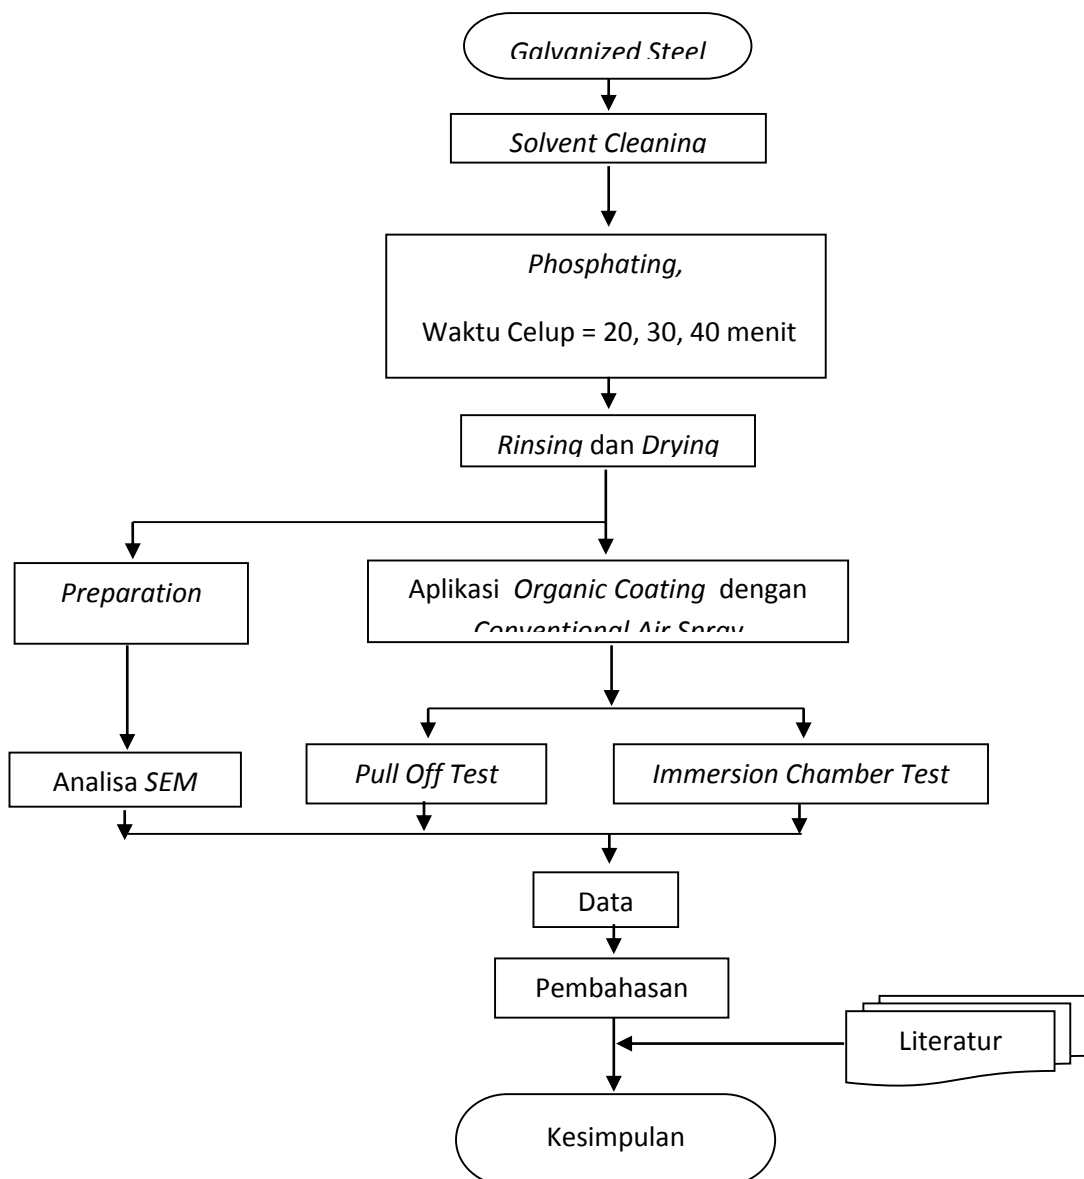 Galvanized Steel
Solvent Cleaning
Phosphating,
Waktu Celup = 20, 30, 40 menit
Rinsing dan Drying
Preparation
Aplikasi Organic Coating dengan
Conventional Air Spray
Analisa SEM
Pull Off Test
Immersion Chamber Test
Data
Pembahasan
Literatur
Kesimpulan